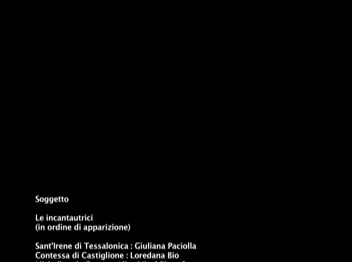 Soggetto
Le incantautrici
(in ordine di apparizione)
Sant'Irene di Tessalonica : Giuliana Paciolla
Contessa di Castiglione : Loredana Bio